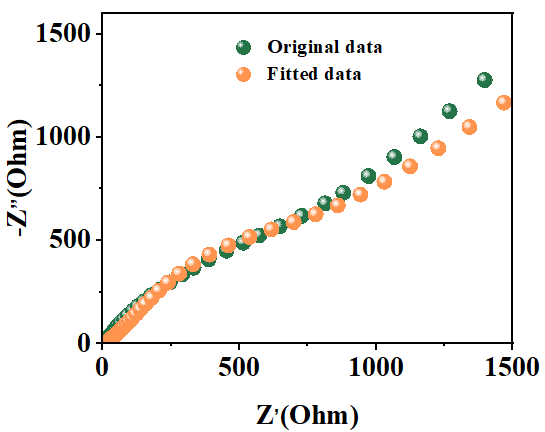 1500
1000
500
0
-Z”(Ohm)
Original data
Fitted data
0 500 1000 1500
Z’(Ohm)